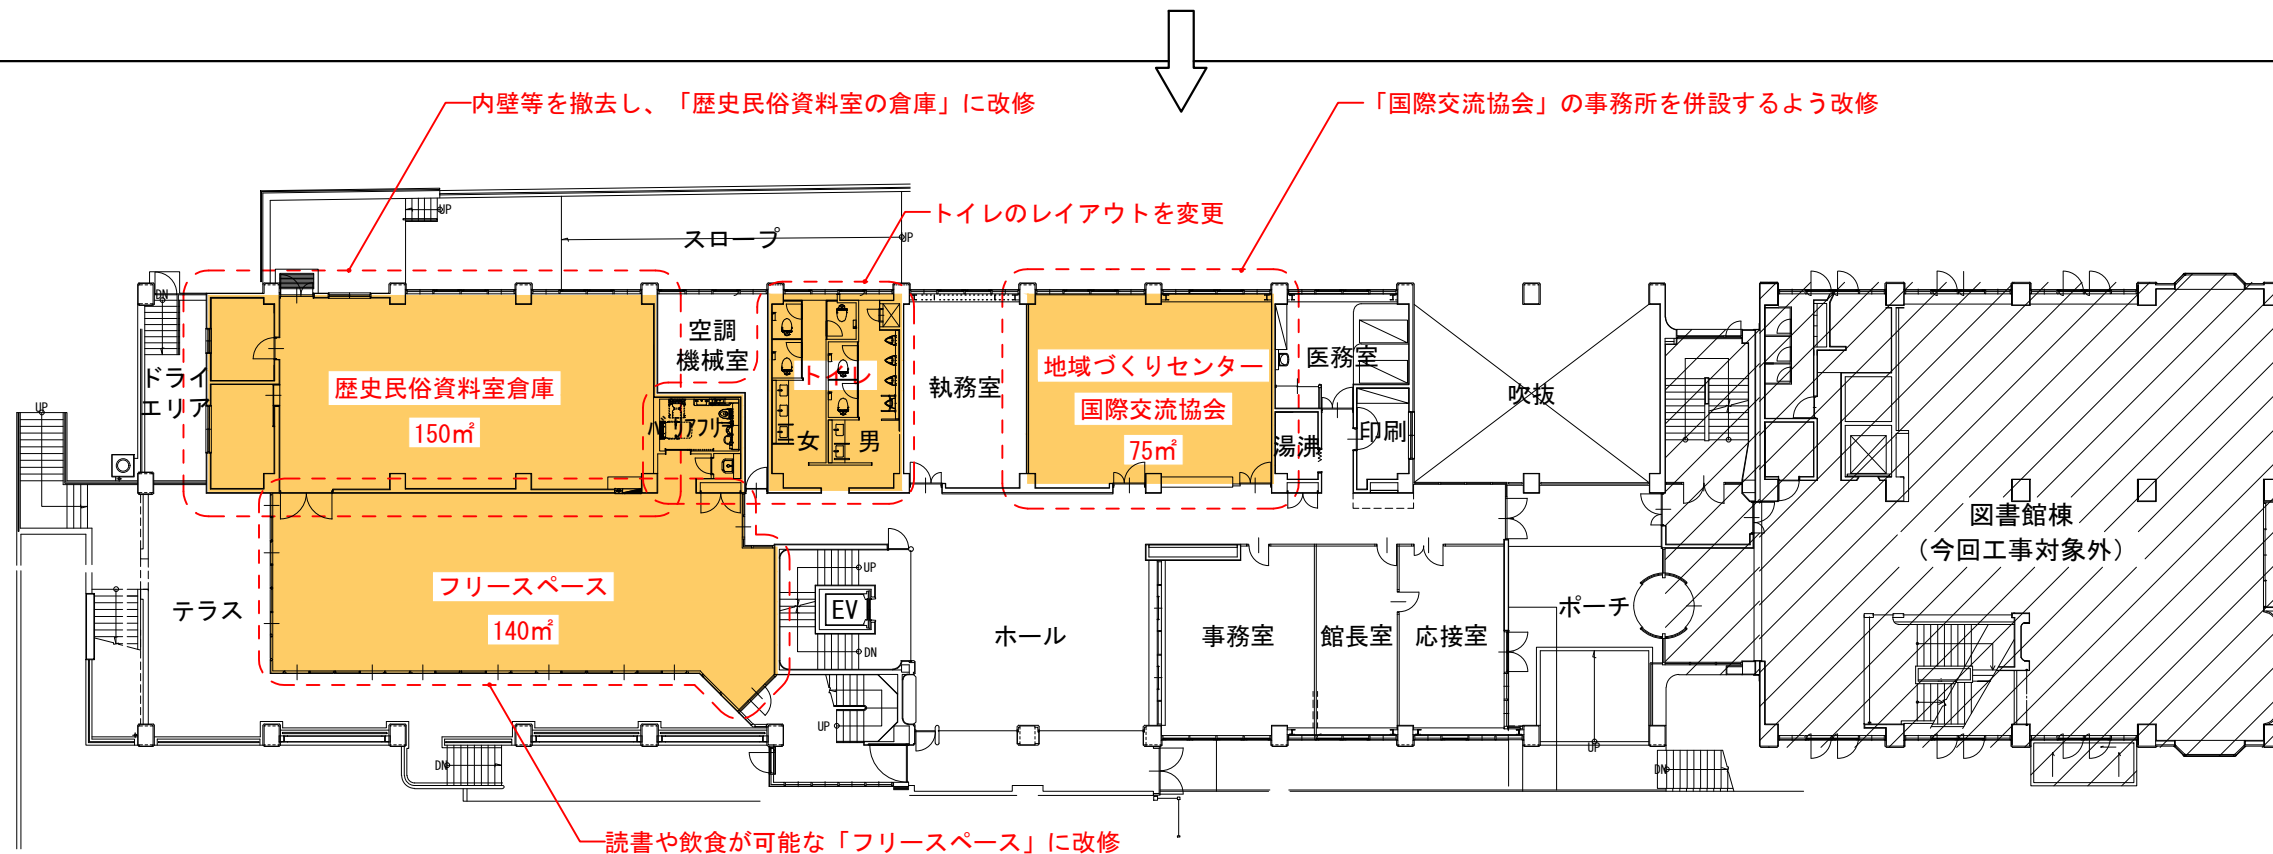 内壁等を撤去し、「歴史民俗資料室の倉庫」に改修
「国際交流協会」の事務所を併設するよう改修
トイレのレイアウトを変更
UP
スロープ
UP
DN
ドライ
エリア
歴史民俗資料室倉庫
150㎡
空調
機械室
バリアフリー
トイレ
女
男
執務室
地域づくりセンター
国際交流協会
75㎡
医務室
湯沸
印刷
吹抜
図書館棟
(今回工事対象外)
UP
テラス
フリースペース
140㎡
UP
EV
DN
UP
ホール
事務室
館長室
応接室
ポーチ
UP
DN
DN
読書や飲食が可能な「フリースペース」に改修